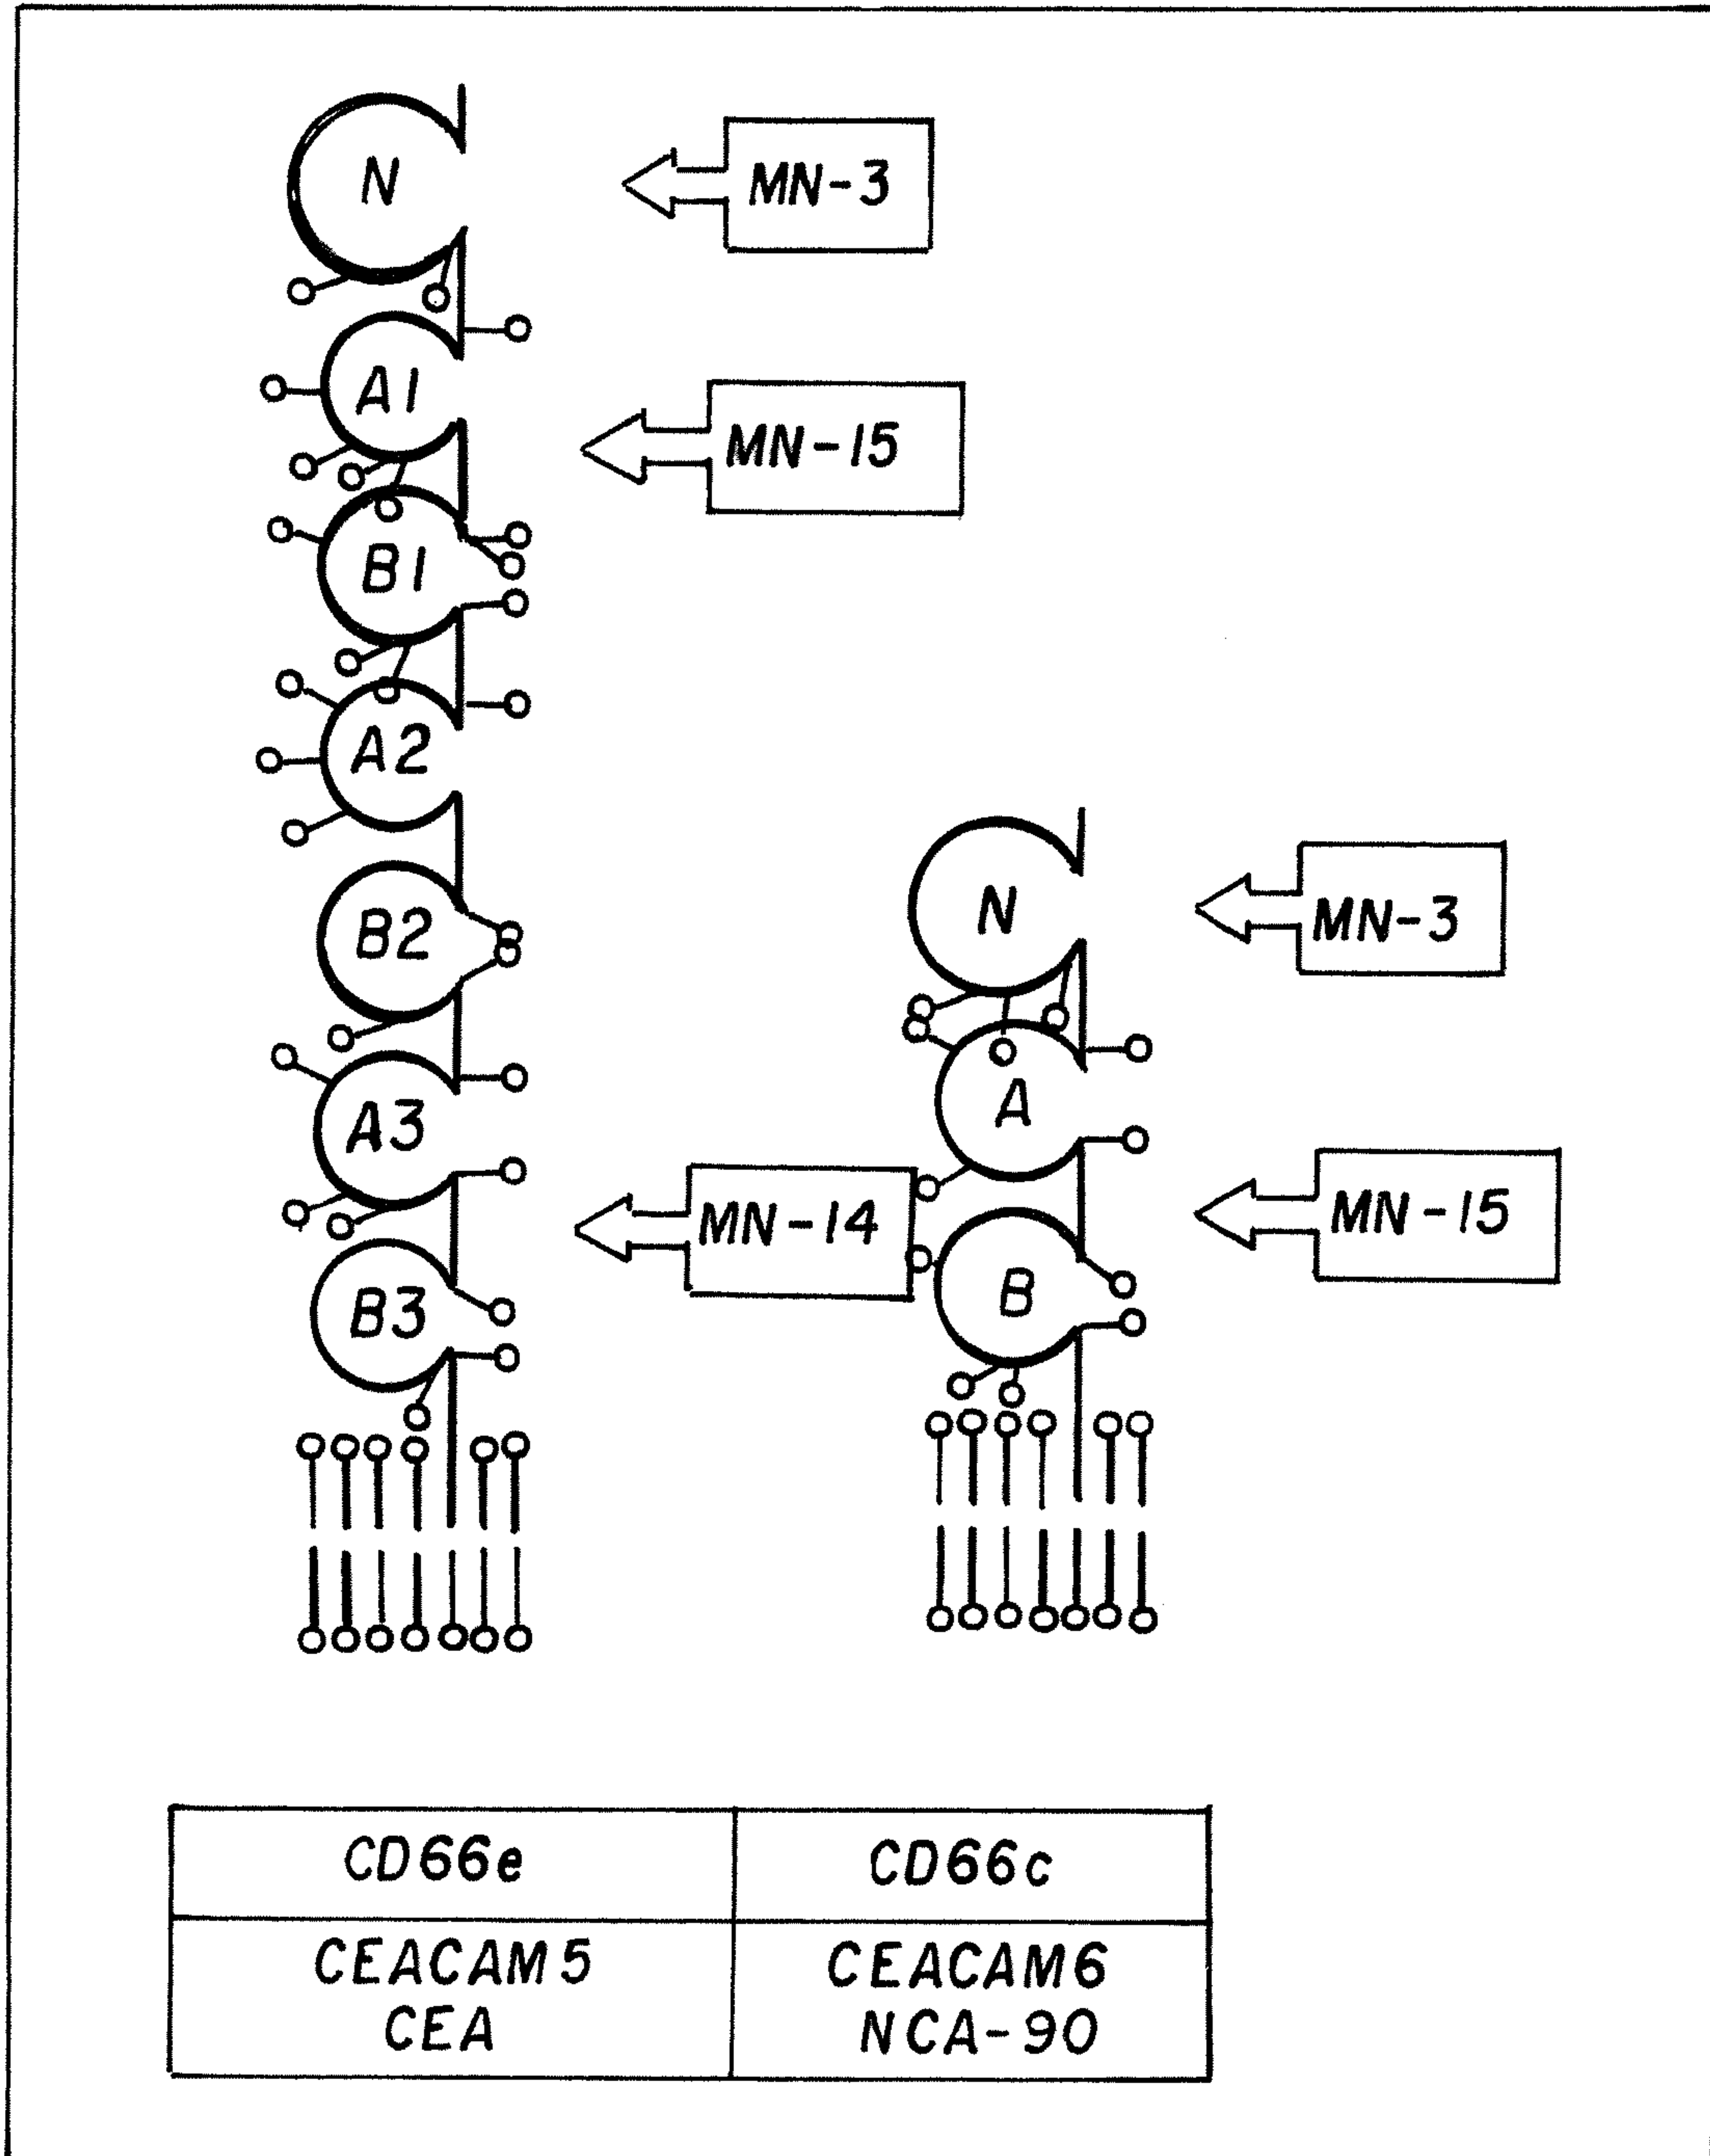 N
MN-3
A1
MN-15
B1
A2
B2
A3
MN-14
B3
N
MN-3
A
MN-15
B
CD66e
CD66c
CEACAM5
CEA
CEACAM6
NCA-90